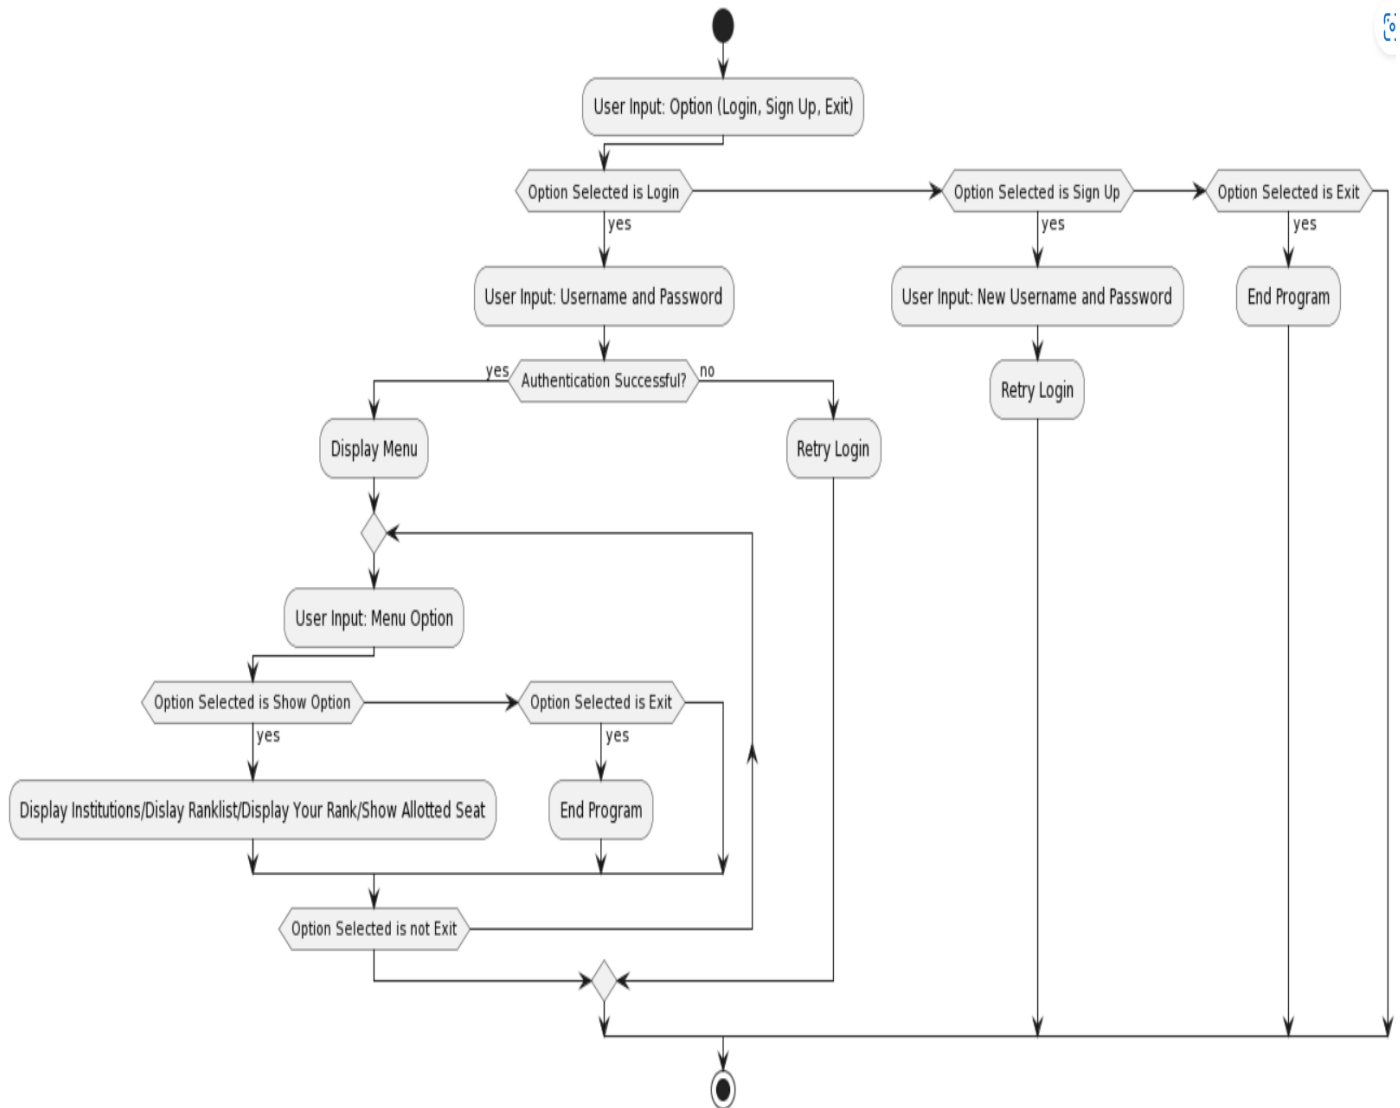 User Input: Option (Login, Sign Up, Exit)
Option Selected is Login
Option Selected is Sign Up
Option Selected is Exit
yes
yes
yes
User Input: Username and Password
User Input: New Username and Password
End Program
yes
Authentication Successful?
no
Retry Login
Display Menu
Retry Login
User Input: Menu Option
Option Selected is Show Option
Option Selected is Exit
yes
yes
Display Institutions/Dislay Ranklist/Display Your Rank/Show Allotted Seat
End Program
Option Selected is not Exit